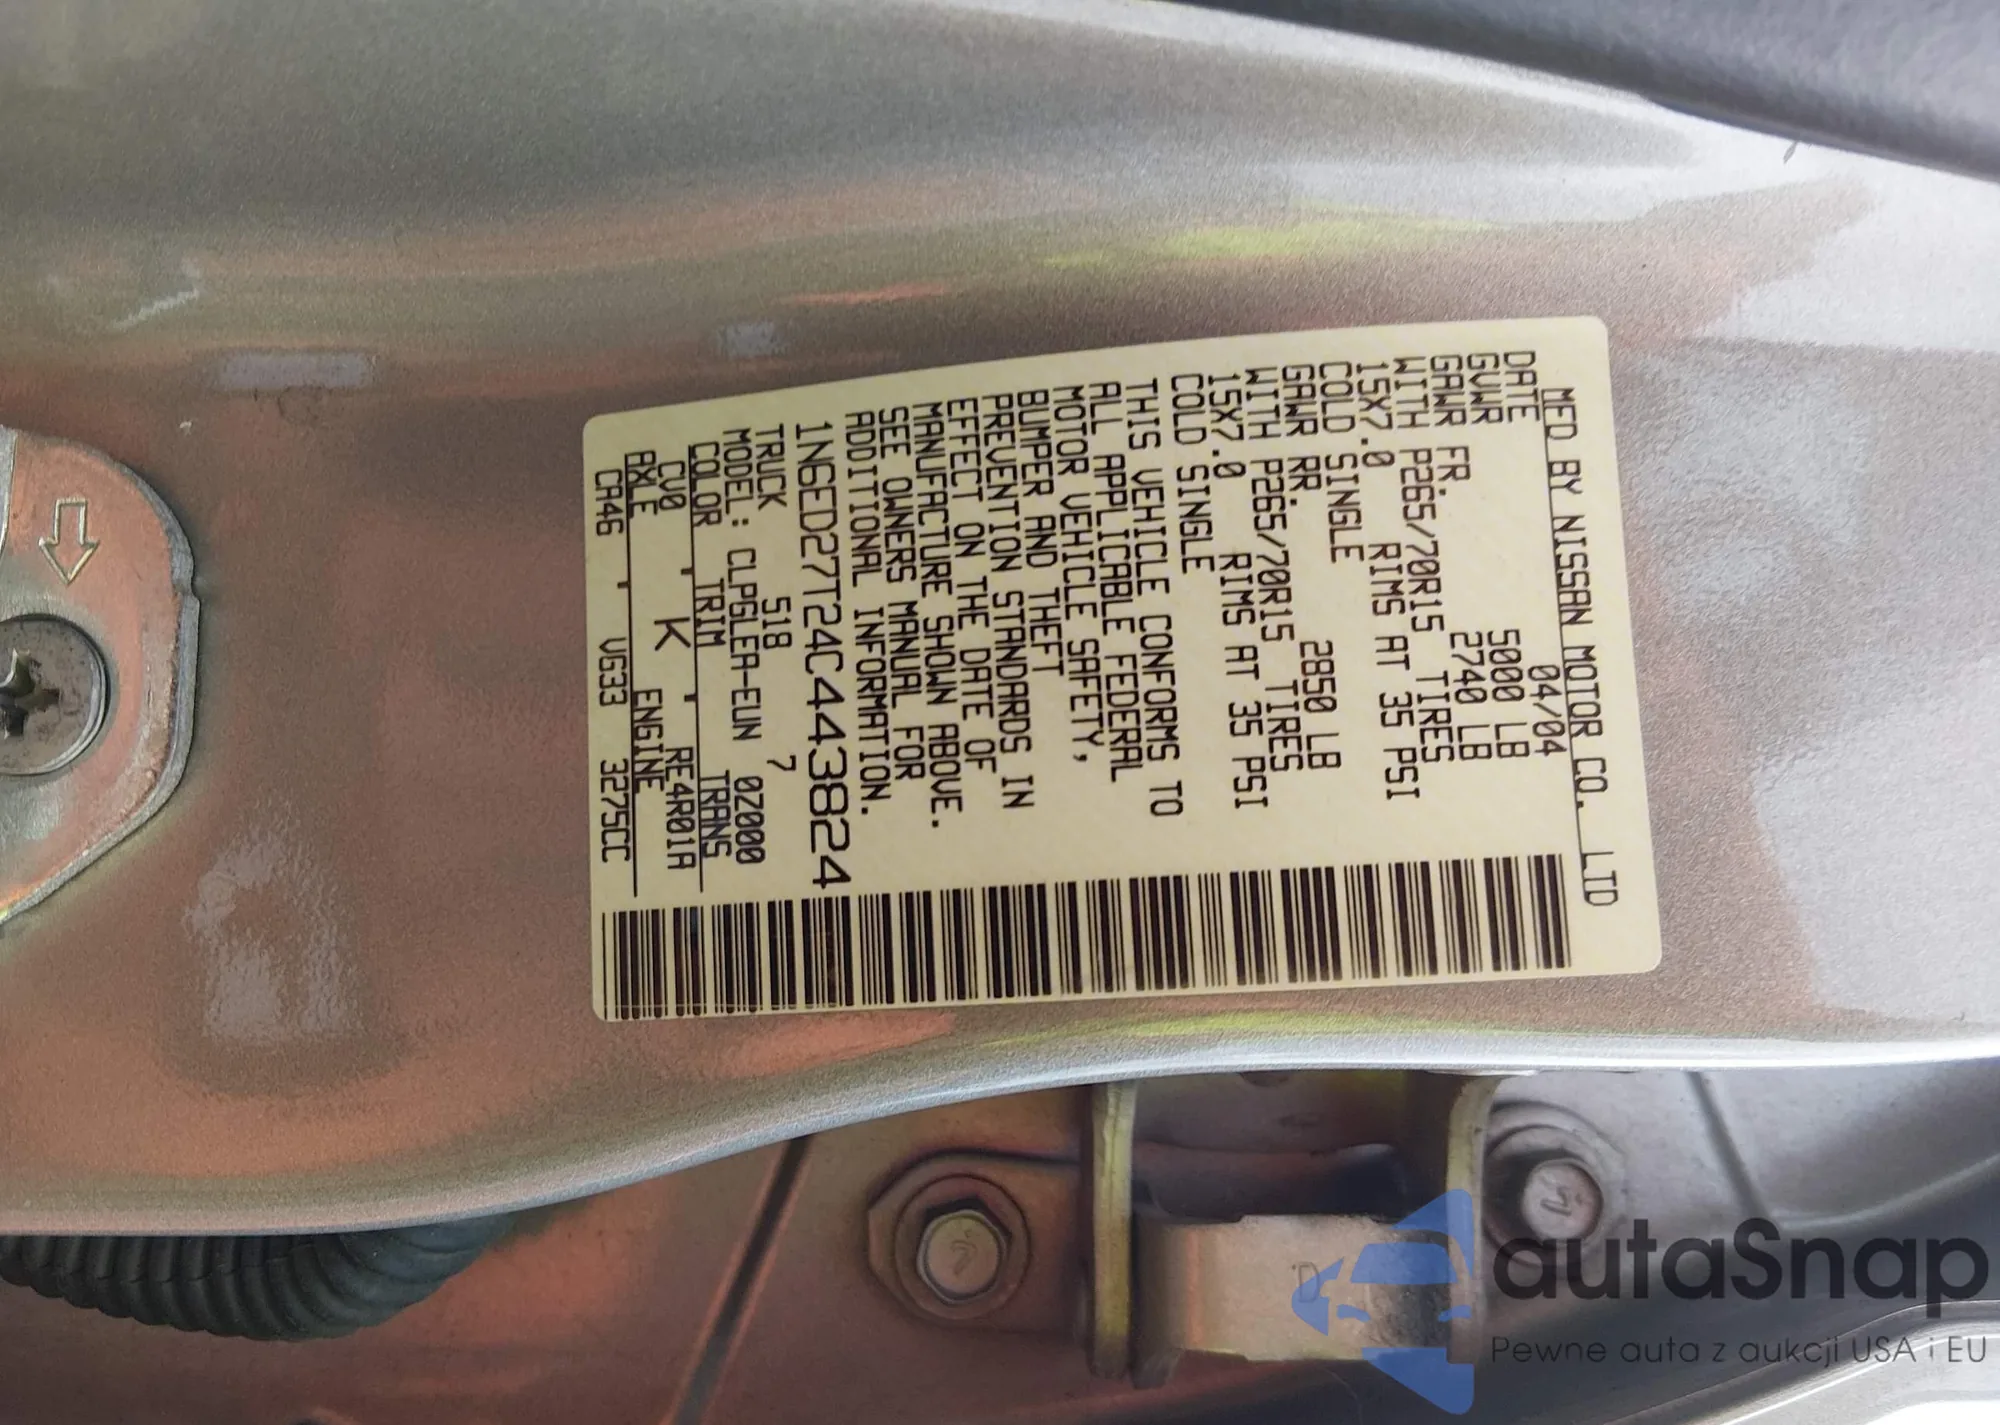 MFD BY NISSAN MOTOR CO. LTD
DATE 04/04
GVWR 5000 LB
GAWR FR. 2740 LB
WITH P265/70R15 TIRES
15X7.0 RIMS AT 35 PSI
COLD SINGLE
GAWR RR. 2850 LB
WITH P265/70R15 TIRES
15X7.0 RIMS AT 35 PSI
COLD SINGLE
THIS VEHICLE CONFORMS TO
ALL APPLICABLE FEDERAL
MOTOR VEHICLE SAFETY,
BUMPER AND THEFT
PREVENTION STANDARDS IN
EFFECT ON THE DATE OF
MANUFACTURE SHOWN ABOVE.
SEE OWNERS MANUAL FOR
ADDITIONAL INFORMATION.
1N6ED27T24C443824
TRUCK 518 7
MODEL: CLPGLEA-EUN 0Z000
COLOR TRIM TRANS
CV0 K RE4R01A
AXLE ENGINE
CA46 VG33 3275CC
D
autaSnap
Pewne auta z aukcji USA i EU